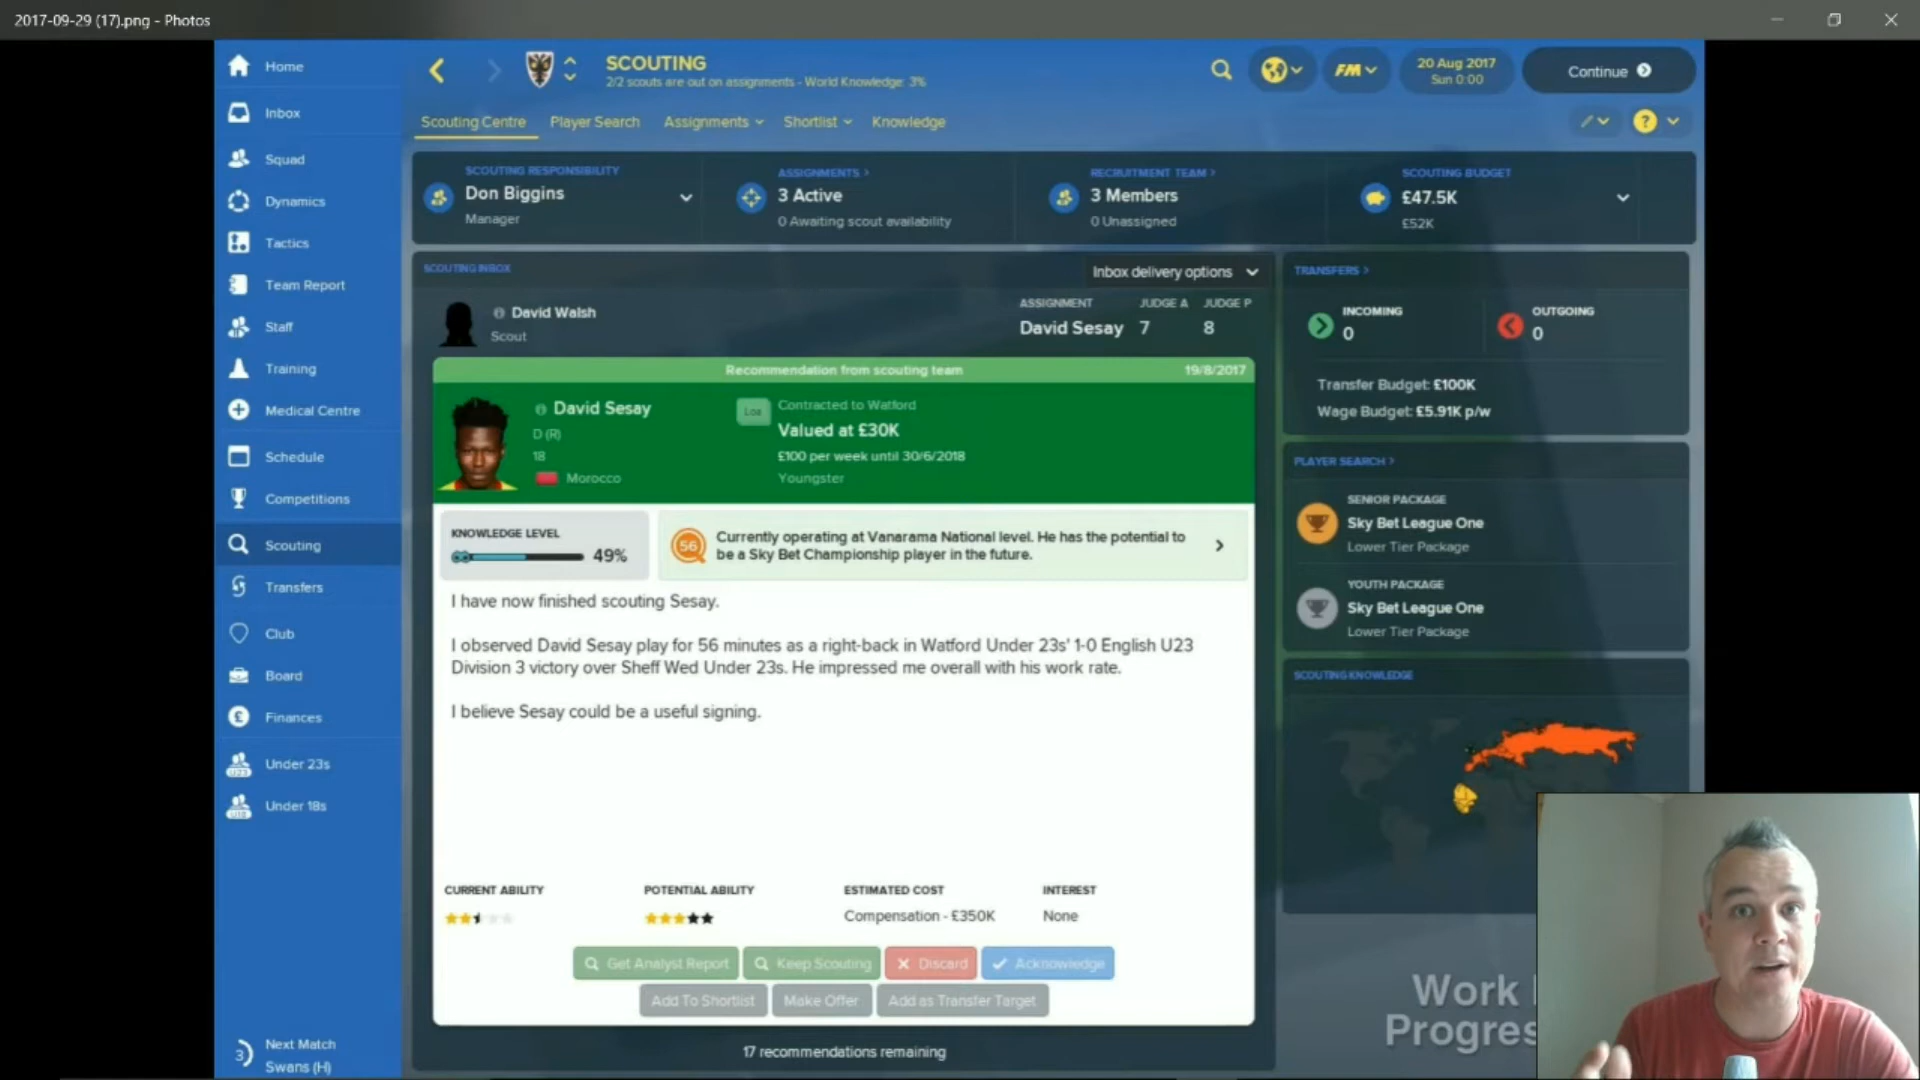 2017-09-29 (17).png - Photos
Home
Inbox
Squad
Dynamics
Tactics
Team Report
Staff
Training
Medical Centre
Schedule
Competitions
Scouting
Transfers
Club
Board
Finances
Under 23s
Under 18s
3
Next Match
Swans (H)
SCOUTING
2/2 scouts are out on assignments - World Knowledge: 3%
FM
20 Aug 2017
Sun 0:00
Continue
Scouting Centre
Player Search
Assignments
Shortlist
Knowledge
?
SCOUTING RESPONSIBILITY
Don Biggins
Manager
ASSIGNMENTS >
3 Active
0 Awaiting scout availability
RECRUITMENT TEAM >
3 Members
0 Unassigned
SCOUTING BUDGET
£47.5K
£52K
SCOUTING INBOX
Inbox delivery options
David Walsh
Scout
ASSIGNMENT
David Sesay
JUDGE A
7
JUDGE P
8
Recommendation from scouting team
19/8/2017
David Sesay
D (R)
18
Morocco
Loa
Contracted to Watford
Valued at £30K
£100 per week until 30/6/2018
Youngster
KNOWLEDGE LEVEL
49%
56
Currently operating at Vanarama National level. He has the potential to
be a Sky Bet Championship player in the future.
I have now finished scouting Sesay.
I observed David Sesay play for 56 minutes as a right-back in Watford Under 23s' 1-0 English U23
Division 3 victory over Sheff Wed Under 23s. He impressed me overall with his work rate.
I believe Sesay could be a useful signing.
CURRENT ABILITY
POTENTIAL ABILITY
ESTIMATED COST
Compensation - £350K
INTEREST
None
Get Analyst Report
Keep Scouting
Discard
Acknowledge
Add To Shortlist
Make Offer
Add as Transfer Target
17 recommendations remaining
TRANSFERS >
INCOMING
0
OUTGOING
0
Transfer Budget: £100K
Wage Budget: £5.91K p/w
PLAYER SEARCH >
SENIOR PACKAGE
Sky Bet League One
Lower Tier Package
YOUTH PACKAGE
Sky Bet League One
Lower Tier Package
SCOUTING KNOWLEDGE
Work
Progres